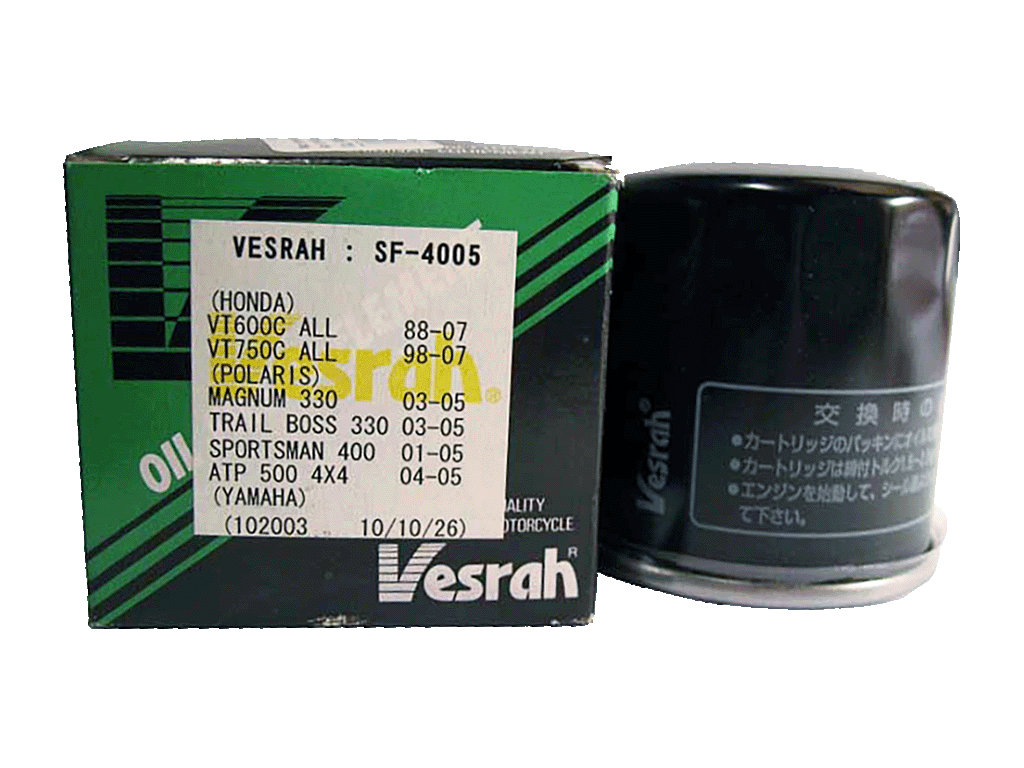 VESRAH : SF-4005
(HONDA)
VT600C ALL 88-07
VT750C ALL 98-07
(POLARIS)
MAGNUM 330 03-05
TRAIL BOSS 330 03-05
SPORTSMAN 400 01-05
ATP 500 4X4 04-05
(YAMAHA)
(102003 10/10/26)
Vesrah®
OIL
ALITY
OTORCYCLE
Vesrah R
Vesrah®
交換時の
●カートリッジのパッキンにオイル
●カートリッジは締付トルク1.
●エンジンを始動して、シール
て下さい。